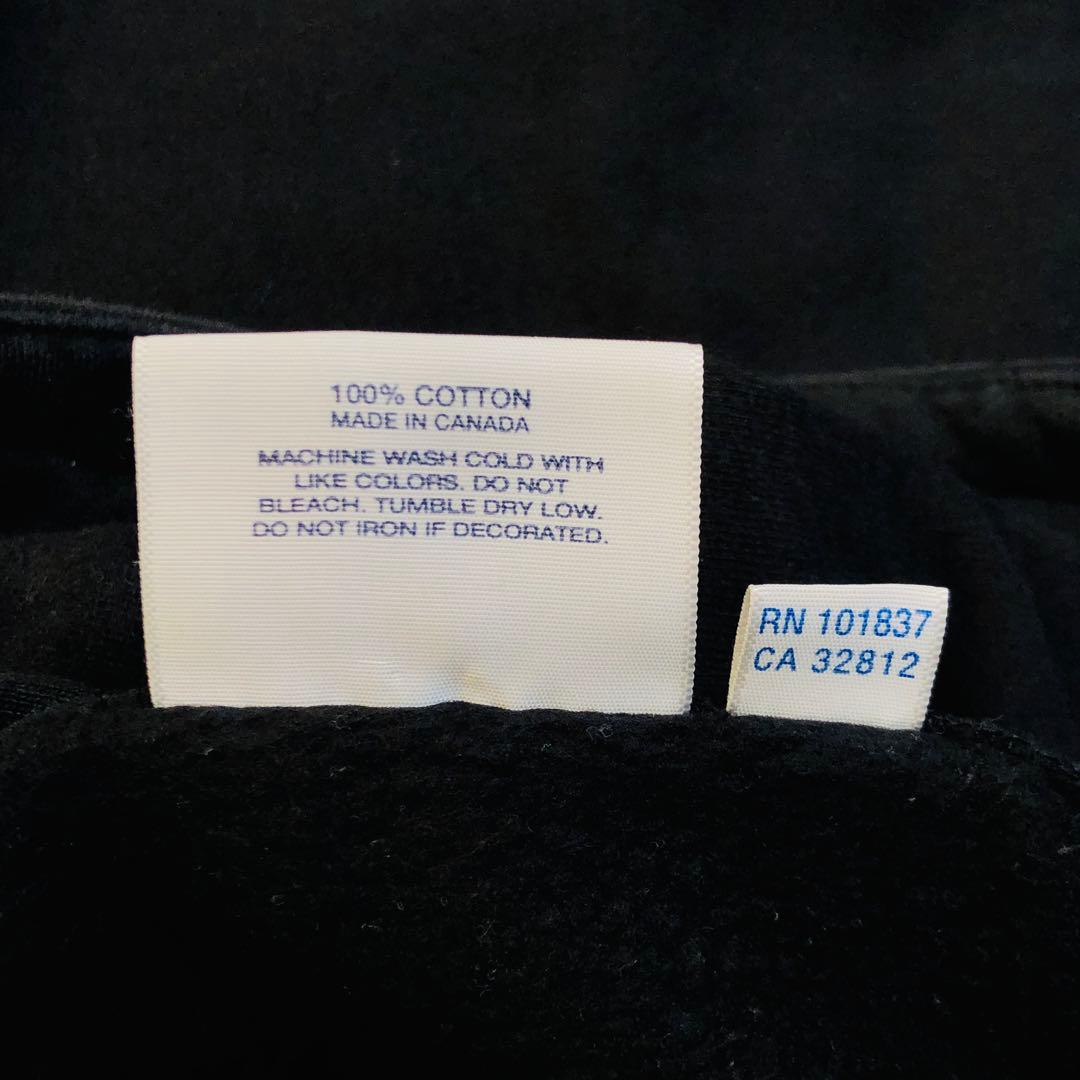 100% COTTON
MADE IN CANADA
MACHINE WASH COLD WITH
LIKE COLORS. DO NOT
BLEACH. TUMBLE DRY LOW.
DO NOT IRON IF DECORATED.
RN 101837
CA 32812